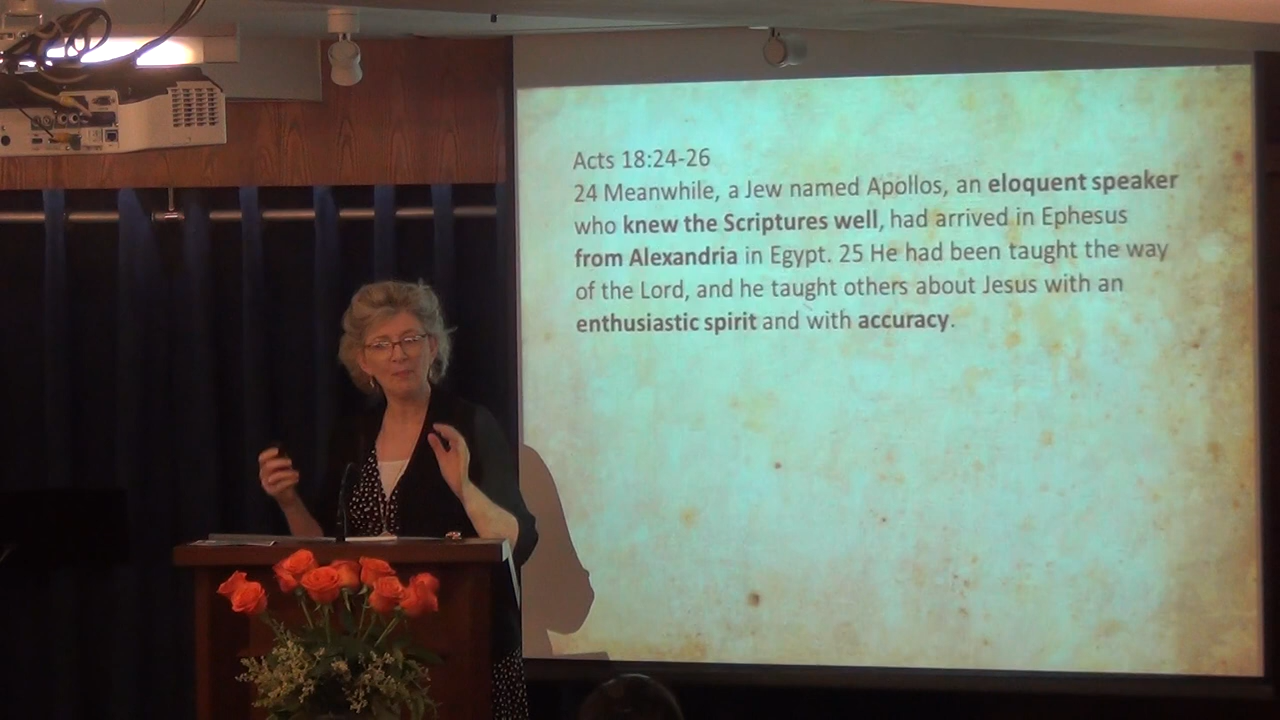 Acts 18:24-26
24 Meanwhile, a Jew named Apollos, an eloquent speaker
who knew the Scriptures well, had arrived in Ephesus
from Alexandria in Egypt. 25 He had been taught the way
of the Lord, and he taught others about Jesus with an
enthusiastic spirit and with accuracy.